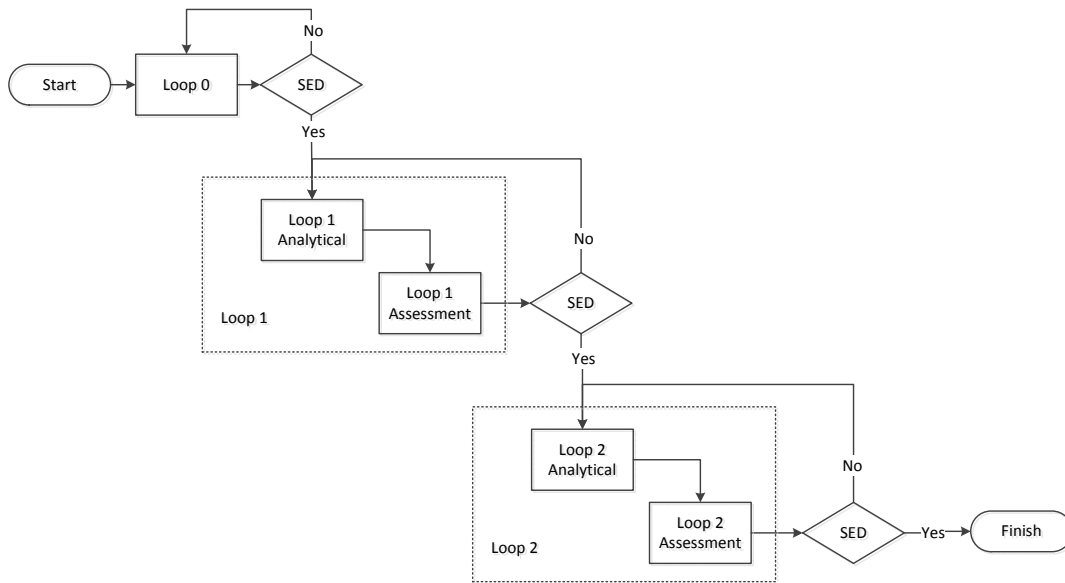 No
Start
Loop 0
SED
Yes
Loop 1
Analytical
No
Loop 1
Assessment
SED
Loop 1
Yes
Loop 2
Analytical
No
Loop 2
Assessment
SED
Yes
Finish
Loop 2